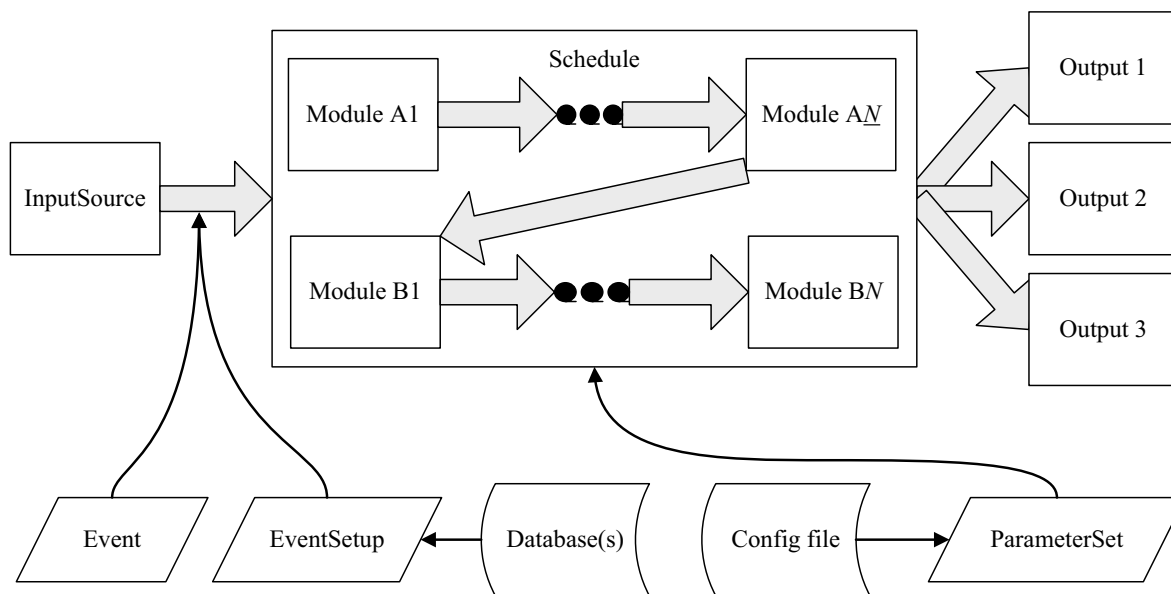 Schedule
Module A1
Module AN
Output 1
InputSource
Output 2
Module B1
Module BN
Output 3
Event
EventSetup
Database(s)
Config file
ParameterSet